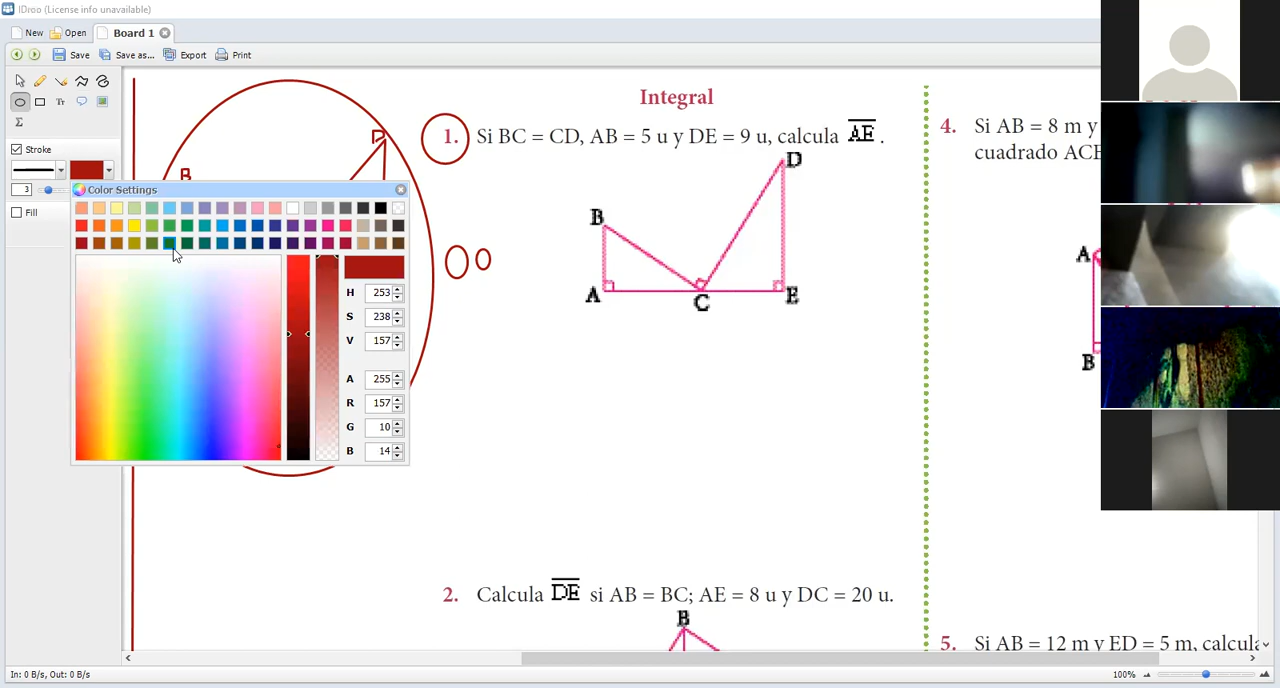 IDroo (License info unavailable)
New Open Board 1
Save Save as... Export Print
Tr
Σ
Stroke
3
Fill
Color Settings
H 253
S 238
V 157
A 255
R 157
G 10
B 14
B
D
Integral
1. Si BC = CD, AB = 5 u y DE = 9 u, calcula AE.
D
B
A C E
2. Calcula DE si AB = BC; AE = 8 u y DC = 20 u.
B
4. Si AB = 8 m y
cuadrado ACE
A
B
5. Si AB = 12 m y ED = 5 m, calcula
In: 0 B/s, Out: 0 B/s
100%